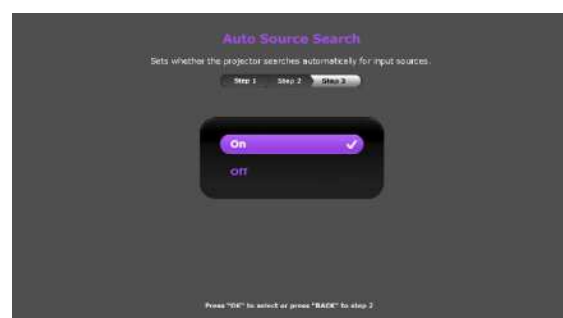 Auto Source Search
Sets whether the projector searches automatically for input sources.
Step 1 Step 2 Step 3
On
Off
Press "OK" to select or press "BACK" to step 2